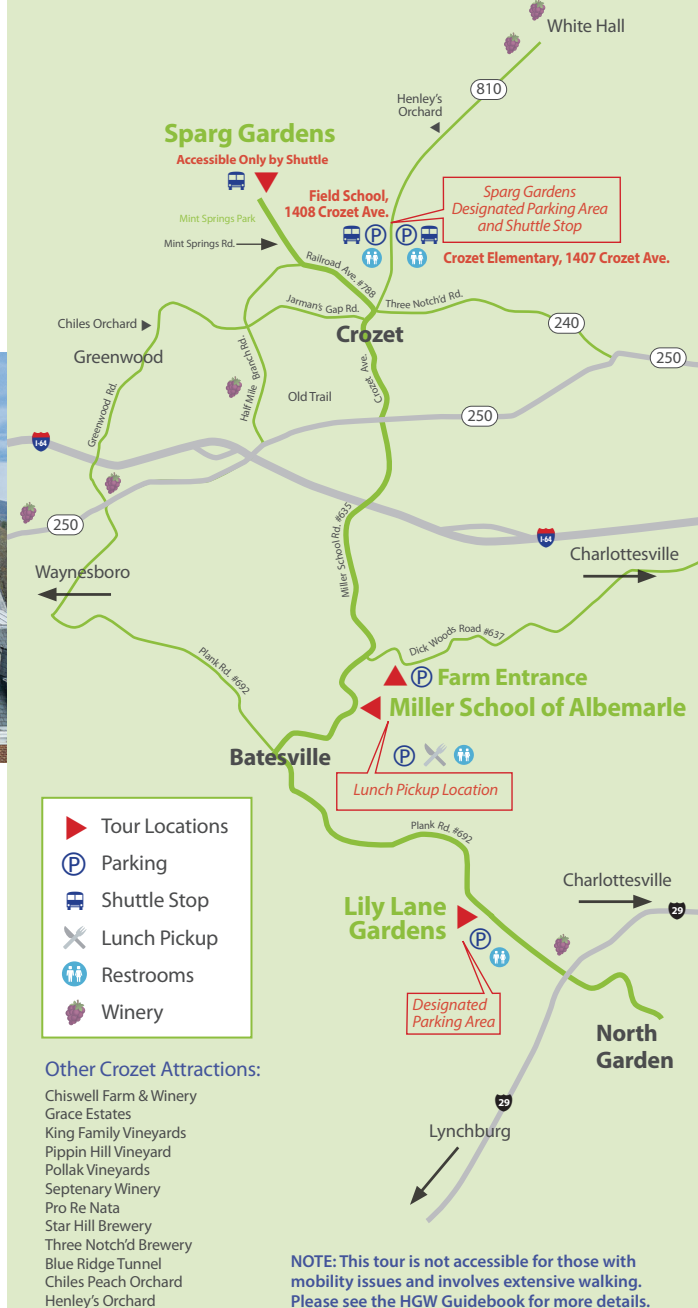 White Hall
810
Henley's
Orchard
Sparg Gardens
Accessible Only by Shuttle
Field School,
1408 Crozet Ave.
Sparg Gardens
Designated Parking Area
and Shuttle Stop
Mint Springs Park
Mint Springs Rd.
P P
Crozet Elementary, 1407 Crozet Ave.
Railroad Ave. #788
Jarman's Gap Rd.
Three Notch'd Rd.
Chiles Orchard
Crozet
240
Greenwood
250
Greenwood Rd.
Half Mile Branch Rd.
Old Trail
Crozet Ave.
250
I-64
250
Miller School Rd. #635
I-64
Charlottesville
Waynesboro
Dick Woods Road #637
Plank Rd. #692
P Farm Entrance
Miller School of Albemarle
Batesville
P
Lunch Pickup Location
Plank Rd. #692
Tour Locations
P Parking
Shuttle Stop
Lunch Pickup
Restrooms
Winery
Charlottesville
29
Lily Lane
Gardens
P
Designated
Parking Area
North
Garden
29
Lynchburg
Other Crozet Attractions:
Chiswell Farm & Winery
Grace Estates
King Family Vineyards
Pippin Hill Vineyard
Pollak Vineyards
Septenary Winery
Pro Re Nata
Star Hill Brewery
Three Notch'd Brewery
Blue Ridge Tunnel
Chiles Peach Orchard
Henley's Orchard
NOTE: This tour is not accessible for those with
mobility issues and involves extensive walking.
Please see the HGW Guidebook for more details.